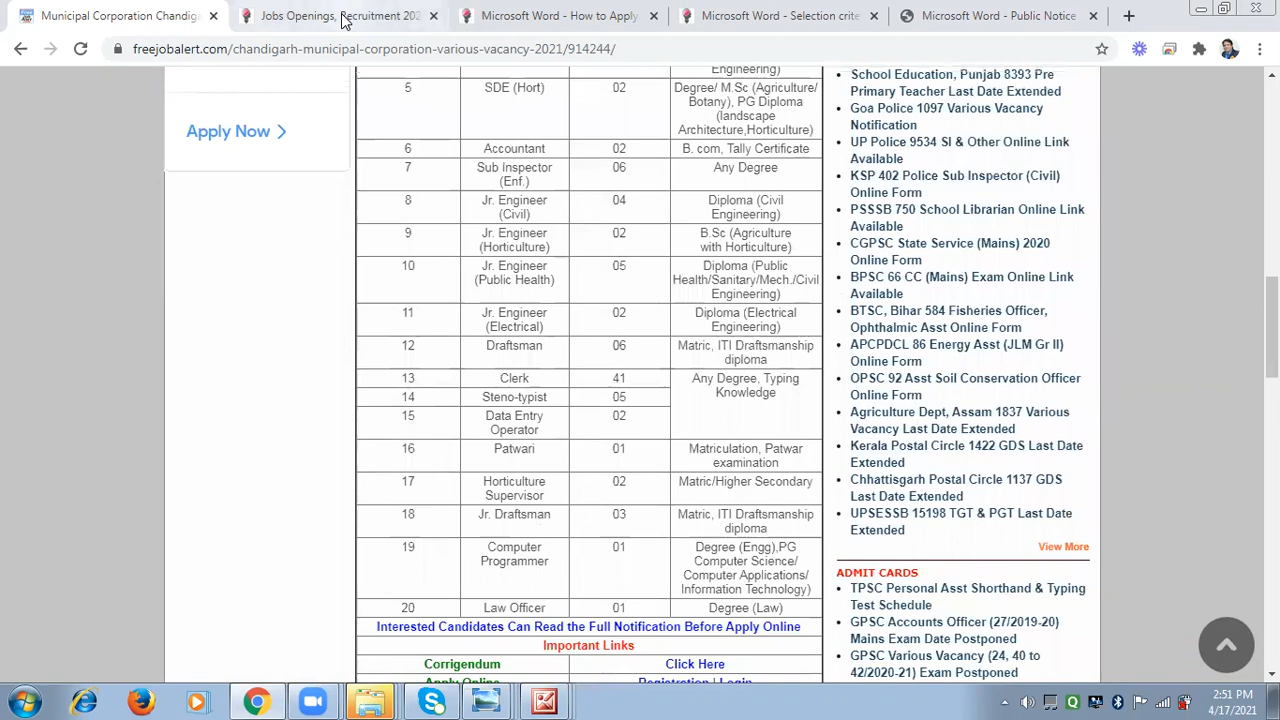 Municipal Corporation Chandig
Jobs Openings, Recruitment 202
Microsoft Word - How to Apply
Microsoft Word - Selection crite
Microsoft Word - Public Notice
freejobalert.com/chandigarh-municipal-corporation-various-vacancy-2021/914244/
Apply Now
Engineering)
5 SDE (Hort) 02 Degree/ M.Sc (Agriculture/
Botany), PG Diploma
(landscape
Architecture,Horticulture)
6 Accountant 02 B. com, Tally Certificate
7 Sub Inspector 06 Any Degree
(Enf.)
8 Jr. Engineer 04 Diploma (Civil
(Civil) Engineering)
9 Jr. Engineer 02 B.Sc (Agriculture
(Horticulture) with Horticulture)
10 Jr. Engineer 05 Diploma (Public
(Public Health) Health/Sanitary/Mech./Civil
Engineering)
11 Jr. Engineer 02 Diploma (Electrical
(Electrical) Engineering)
12 Draftsman 06 Matric, ITI Draftsmanship
diploma
13 Clerk 41 Any Degree, Typing
Knowledge
14 Steno-typist 05
15 Data Entry 02
Operator
16 Patwari 01 Matriculation, Patwar
examination
17 Horticulture 02 Matric/Higher Secondary
Supervisor
18 Jr. Draftsman 03 Matric, ITI Draftsmanship
diploma
19 Computer 01 Degree (Engg),PG
Programmer Computer Science/
Computer Applications/
Information Technology)
20 Law Officer 01 Degree (Law)
Interested Candidates Can Read the Full Notification Before Apply Online
Important Links
Corrigendum Click Here
Apply Online Registration | Login
School Education, Punjab 8393 Pre
Primary Teacher Last Date Extended
Goa Police 1097 Various Vacancy
Notification
UP Police 9534 SI & Other Online Link
Available
KSP 402 Police Sub Inspector (Civil)
Online Form
PSSSB 750 School Librarian Online Link
Available
CGPSC State Service (Mains) 2020
Online Form
BPSC 66 CC (Mains) Exam Online Link
Available
BTSC, Bihar 584 Fisheries Officer,
Ophthalmic Asst Online Form
APCPDCL 86 Energy Asst (JLM Gr II)
Online Form
OPSC 92 Asst Soil Conservation Officer
Online Form
Agriculture Dept, Assam 1837 Various
Vacancy Last Date Extended
Kerala Postal Circle 1422 GDS Last Date
Extended
Chhattisgarh Postal Circle 1137 GDS
Last Date Extended
UPSESSB 15198 TGT & PGT Last Date
Extended
View More
ADMIT CARDS
TPSC Personal Asst Shorthand & Typing
Test Schedule
GPSC Accounts Officer (27/2019-20)
Mains Exam Date Postponed
GPSC Various Vacancy (24, 40 to
42/2020-21) Exam Postponed
2:51 PM
4/17/2021